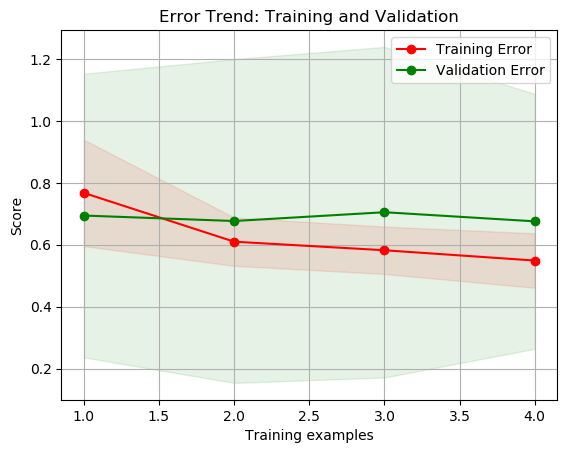 Error Trend: Training and Validation
Training Error
Validation Error
Score
1.2
1.0
0.8
0.6
0.4
0.2
1.0
1.5
2.0
2.5
3.0
3.5
4.0
Training examples